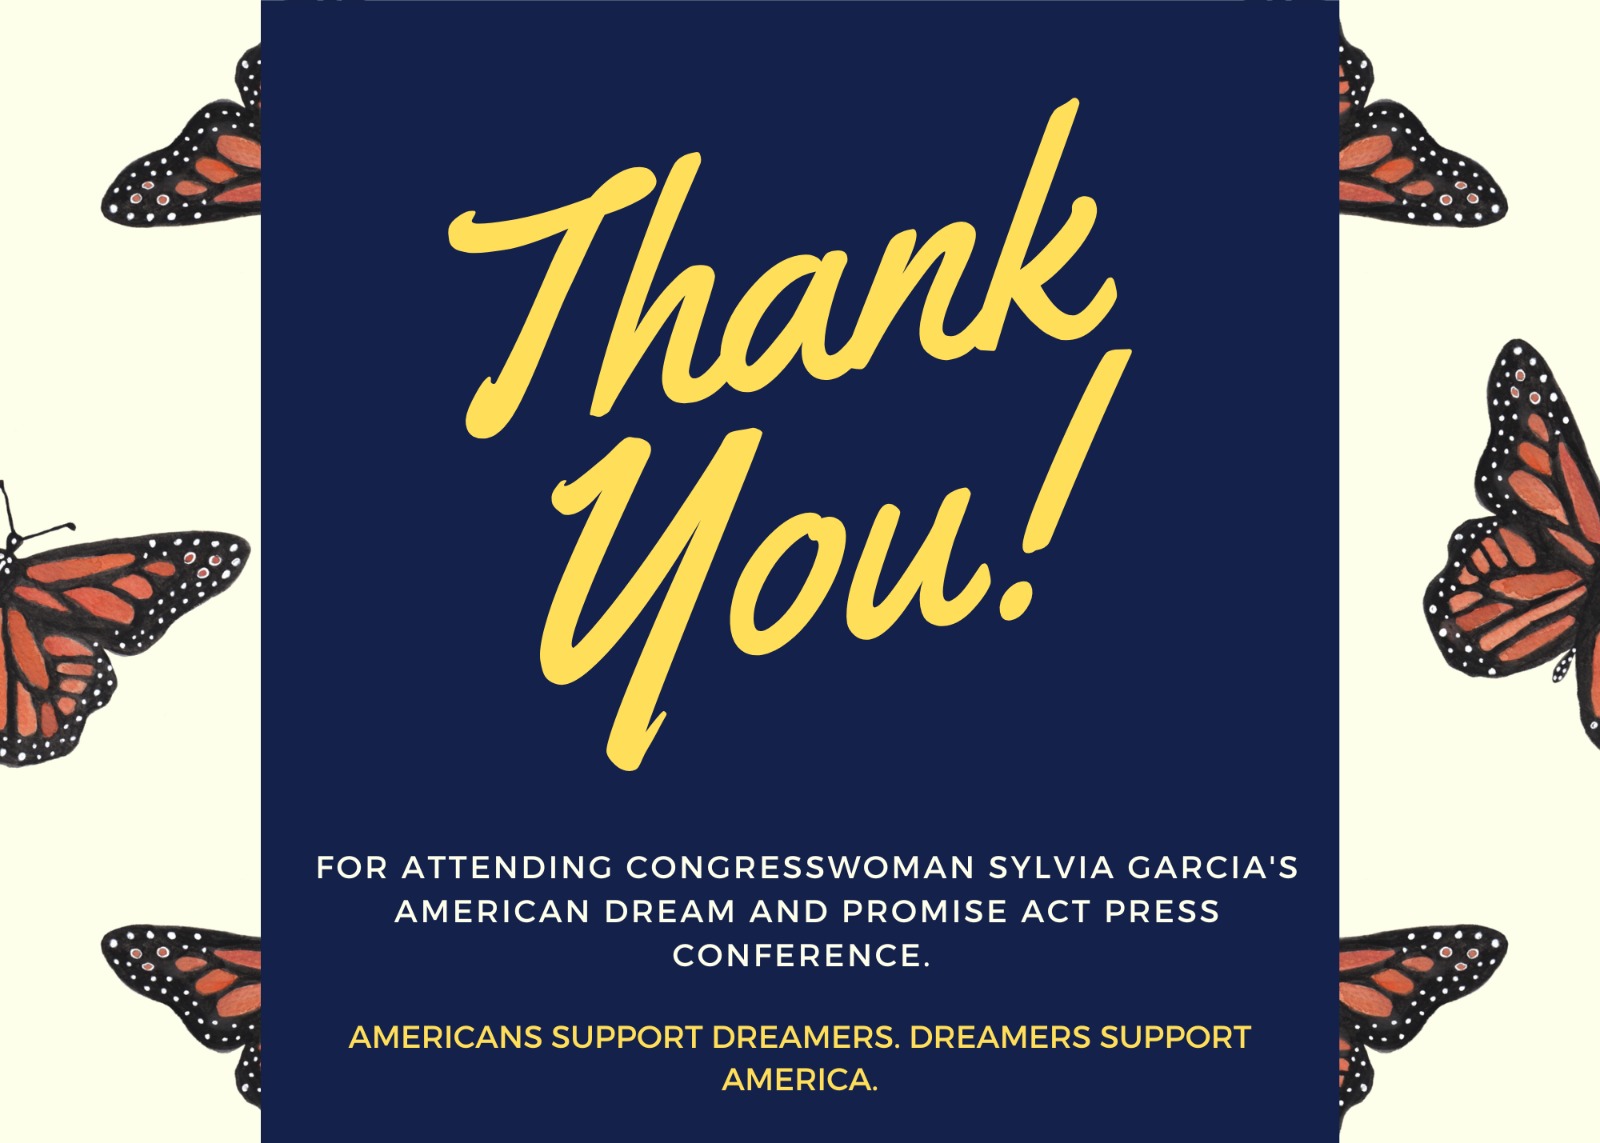 Thank
You!
FOR ATTENDING CONGRESSWOMAN SYLVIA GARCIA'S
AMERICAN DREAM AND PROMISE ACT PRESS
CONFERENCE.
AMERICANS SUPPORT DREAMERS. DREAMERS SUPPORT
AMERICA.